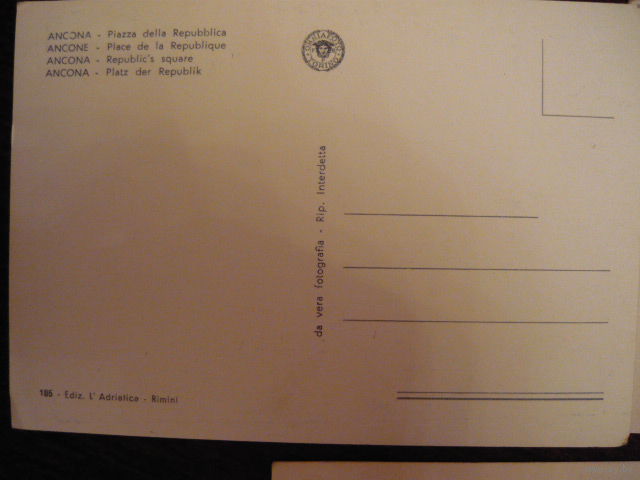 ANCONA - Piazza della Repubblica
ANCONE - Place de la Republique
ANCONA - Republic's square
ANCONA - Platz der Republik
da vera fotografia - Rip. Interdetta
186 - Ediz. L'Adriatica - Rimini